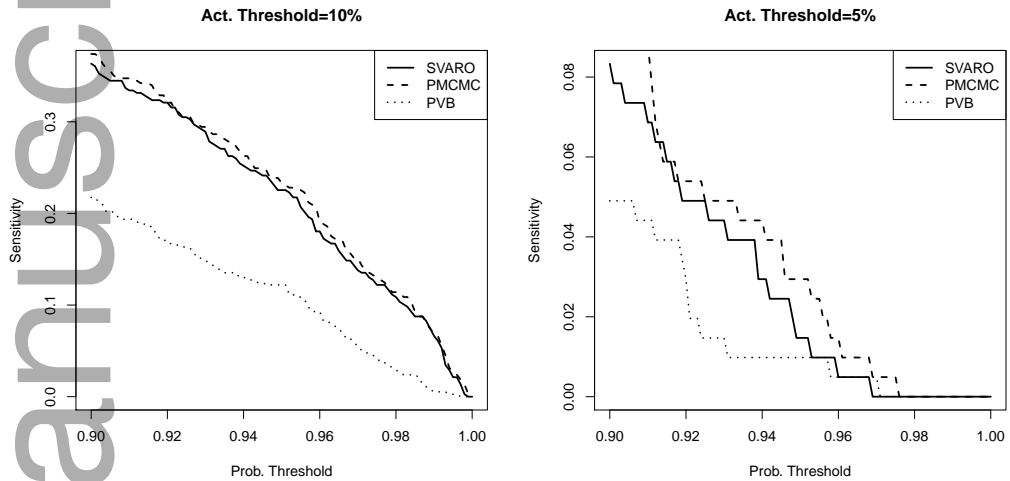 anusc
Act. Threshold=10%
Sensitivity
0.0
0.1
0.2
0.3
0.90
0.92
0.94
0.96
0.98
1.00
Prob. Threshold
SVARO
PMCMC
PVB
Act. Threshold=5%
Sensitivity
0.00
0.02
0.04
0.06
0.08
0.90
0.92
0.94
0.96
0.98
1.00
Prob. Threshold
SVARO
PMCMC
PVB